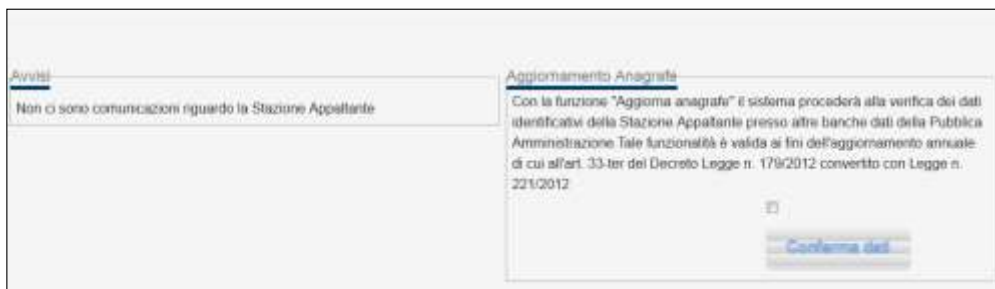 Avvisi
Non ci sono comunicazioni riguardo la Stazione Appaltante
Aggiornamento Anagrafe
Con la funzione "Aggiorna anagrafe" il sistema procederà alla verifica dei dati
identificativi della Stazione Appaltante presso altre banche dati della Pubblica
Amministrazione Tale funzionalità è valida ai fini dell'aggiornamento annuale
di cui all'art. 33-ter del Decreto Legge n. 179/2012 convertito con Legge n.
221/2012
Conferma dati